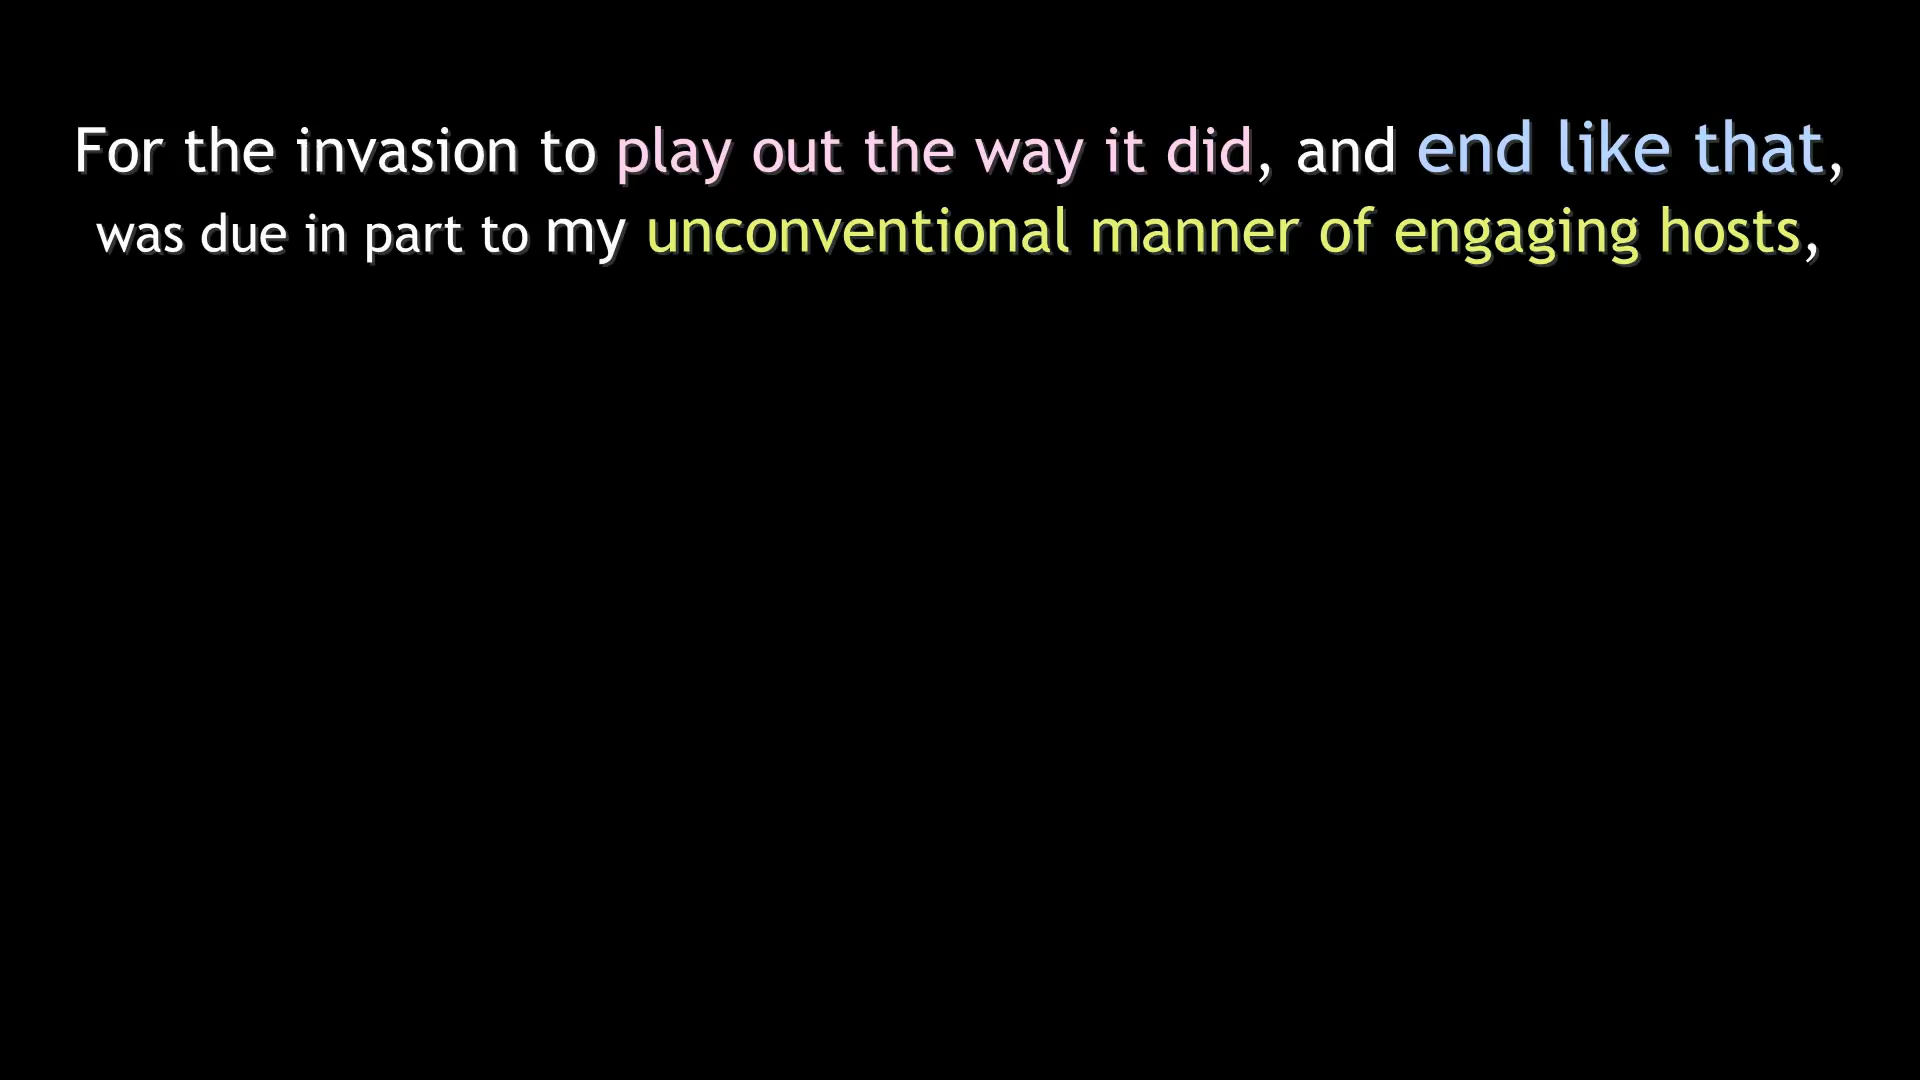 For the invasion to play out the way it did, and end like that,
was due in part to my unconventional manner of engaging hosts,